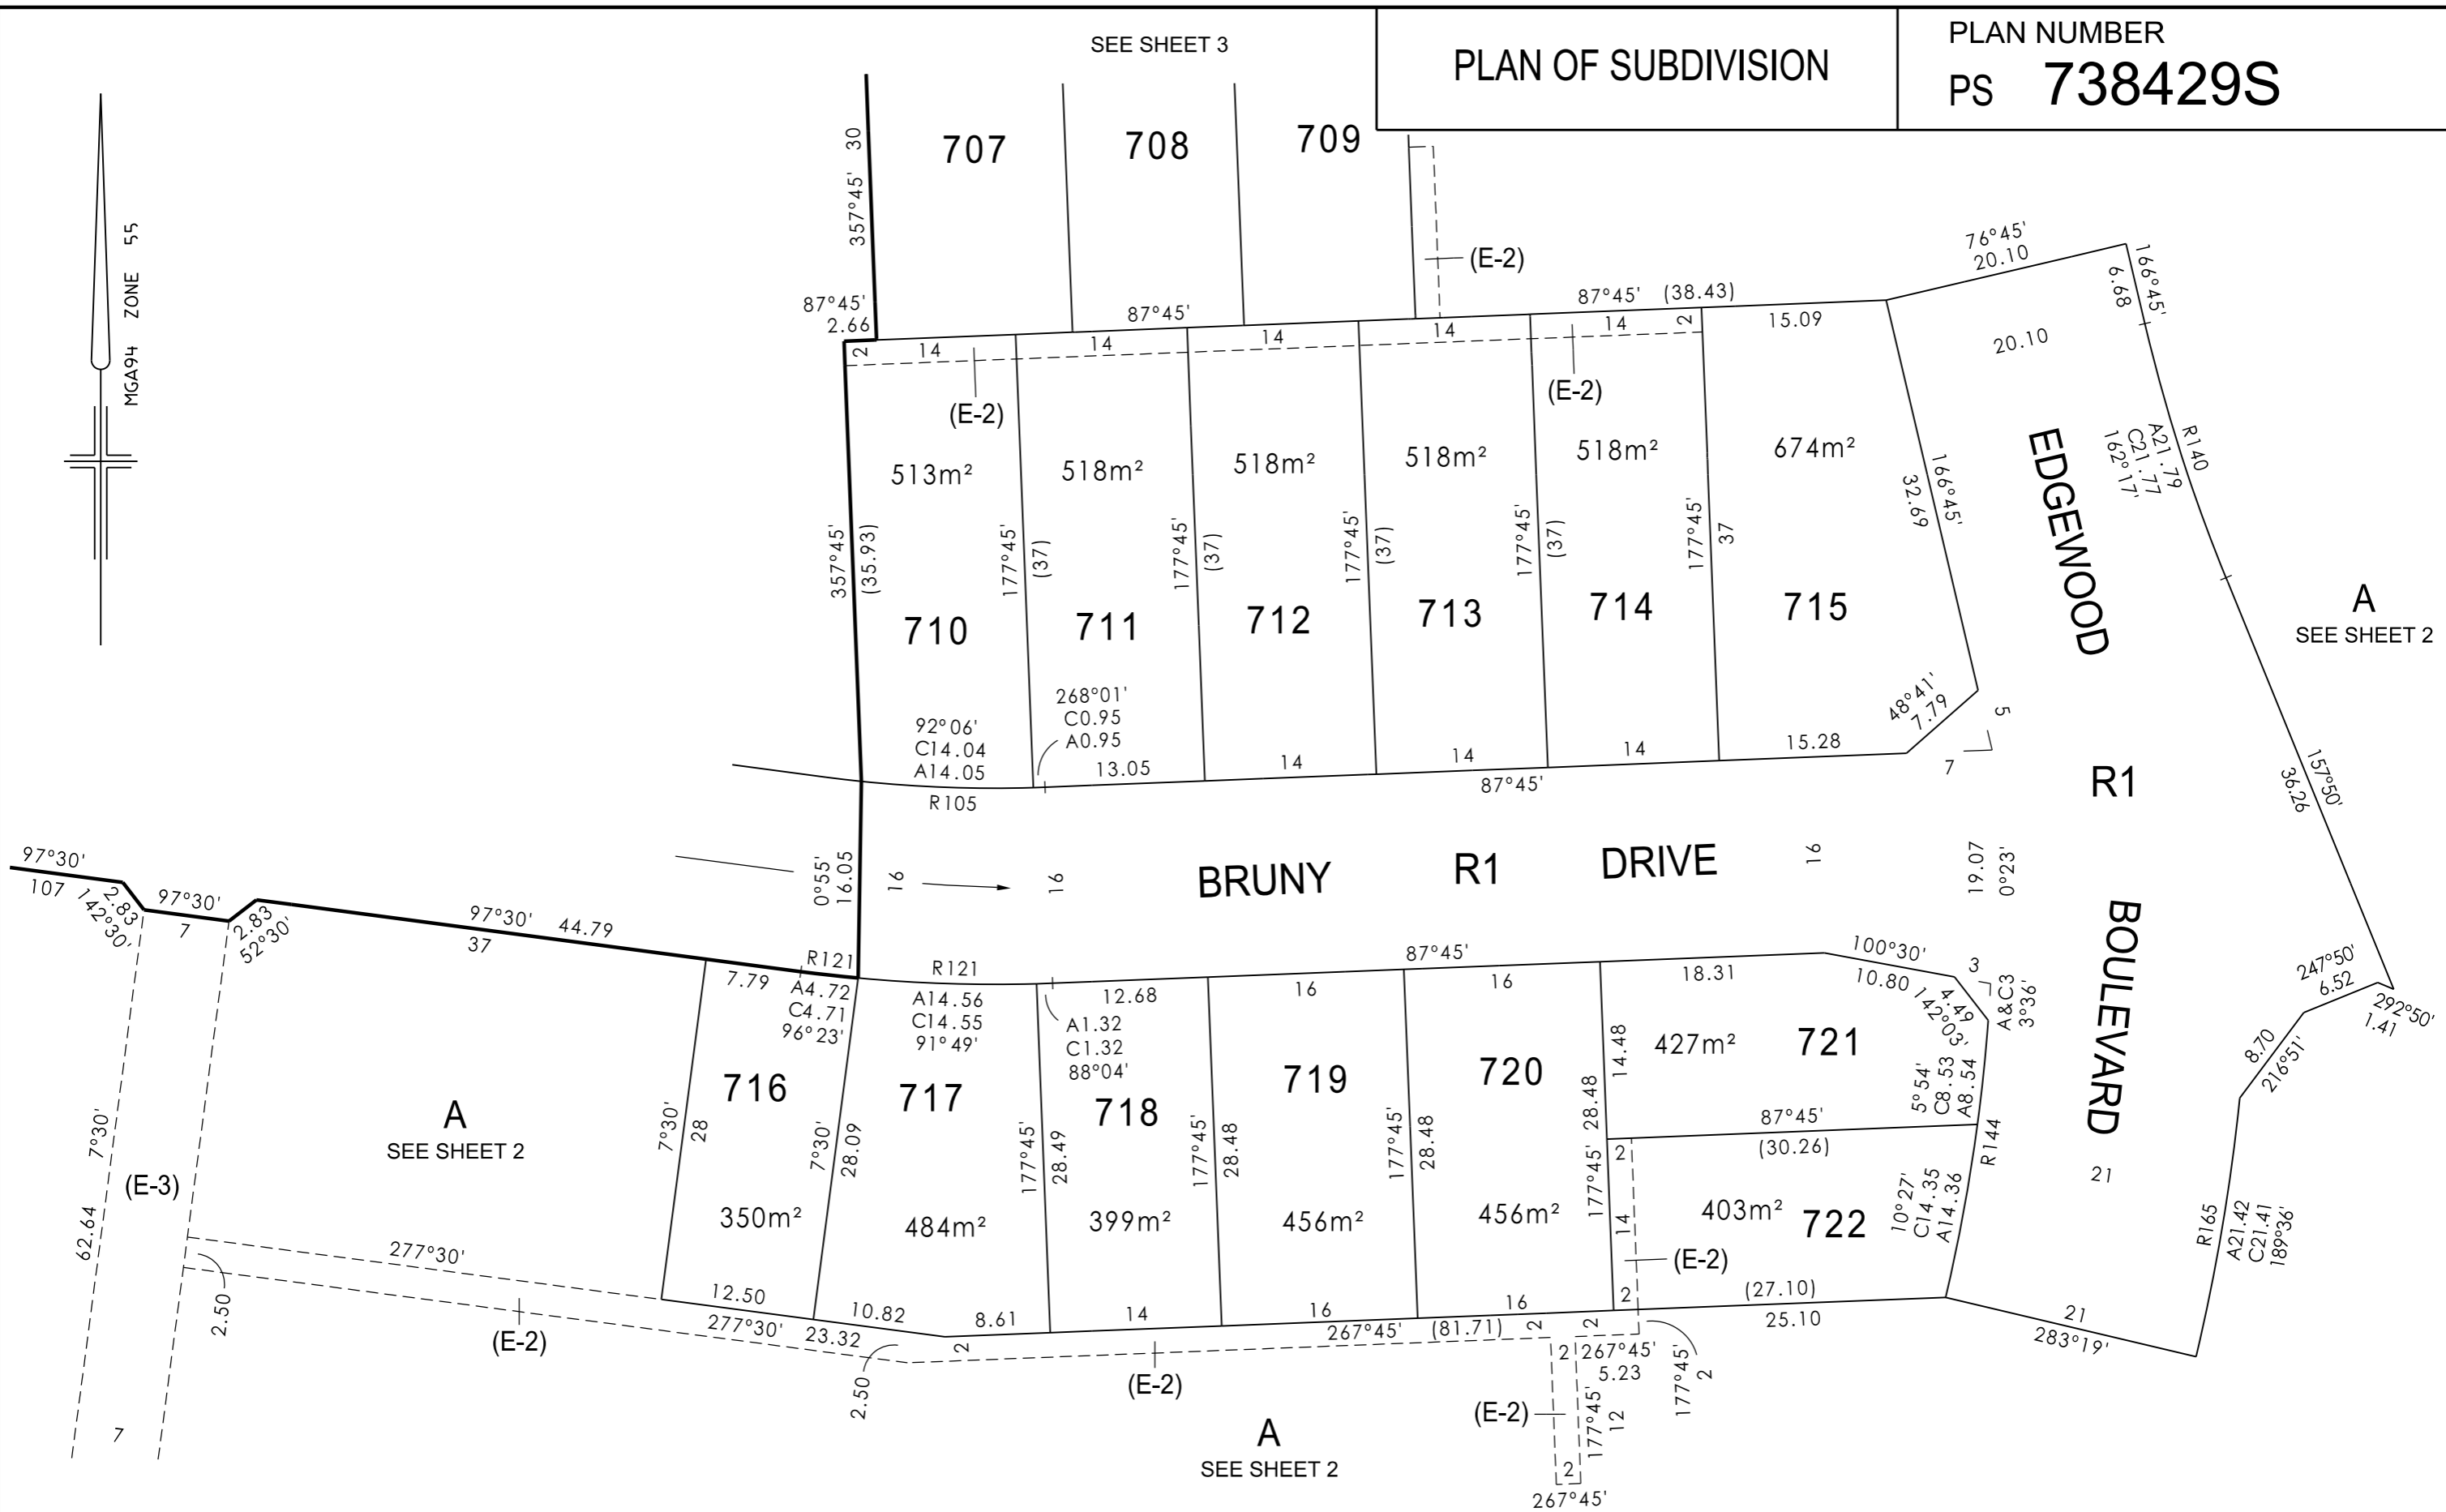 SEE SHEET 3
PLAN OF SUBDIVISION
PLAN NUMBER
PS 738429S
MGA94 ZONE 55
357°45' 30
707
708
709
(E-2)
87°45'
2.66
87°45'
87°45' (38.43)
76°45'
20.10
166°45'
6.68
20.10
2
14
14
14
14
14
2
15.09
(E-2)
(E-2)
513m²
518m²
518m²
518m²
518m²
674m²
357°45'
(35.93)
177°45'
(37)
177°45'
(37)
177°45'
(37)
177°45'
(37)
177°45'
37
166°45'
32.69
R140
A21.79
C21.77
162°17'
EDGEWOOD
710
711
712
713
714
715
A
SEE SHEET 2
92°06'
C14.04
A14.05
R105
268°01'
C0.95
A0.95
13.05
14
14
14
15.28
87°45'
48°41'
7.79
5
7
R1
157°50'
36.26
97°30'
107
2.83
142°30'
97°30'
7
2.83
52°30'
97°30' 44.79
37
0°55'
16.05
16
16
BRUNY R1 DRIVE
16
19.07
0°23'
BOULEVARD
R121
R121
87°45'
100°30'
10.80
3
A&C3
3°36'
4.49
142°03'
247°50'
6.52
292°50'
1.41
8.70
216°51'
7.79
A4.72
C4.71
96°23'
A14.56
C14.55
91°49'
12.68
A1.32
C1.32
88°04'
16
16
18.31
716
717
718
719
720
427m²
721
14.48
28.48
5°54'
C8.53
A8.54
87°45'
(30.26)
R144
A
SEE SHEET 2
7°30'
62.64
(E-3)
7°30'
28
7°30'
28.09
177°45'
28.49
177°45'
28.48
177°45'
28.48
177°45'
14
2
350m²
484m²
399m²
456m²
456m²
403m²
722
10°27'
C14.35
A14.36
21
R165
A21.42
C21.41
189°36'
(E-2)
277°30'
2.50
(E-2)
12.50
277°30'
23.32
10.82
8.61
14
16
16
2
(27.10)
25.10
21
283°19'
2.50
2
(E-2)
267°45' (81.71)
2
2
2
267°45'
5.23
177°45'
2
(E-2)
177°45'
12
2
267°45'
7
A
SEE SHEET 2